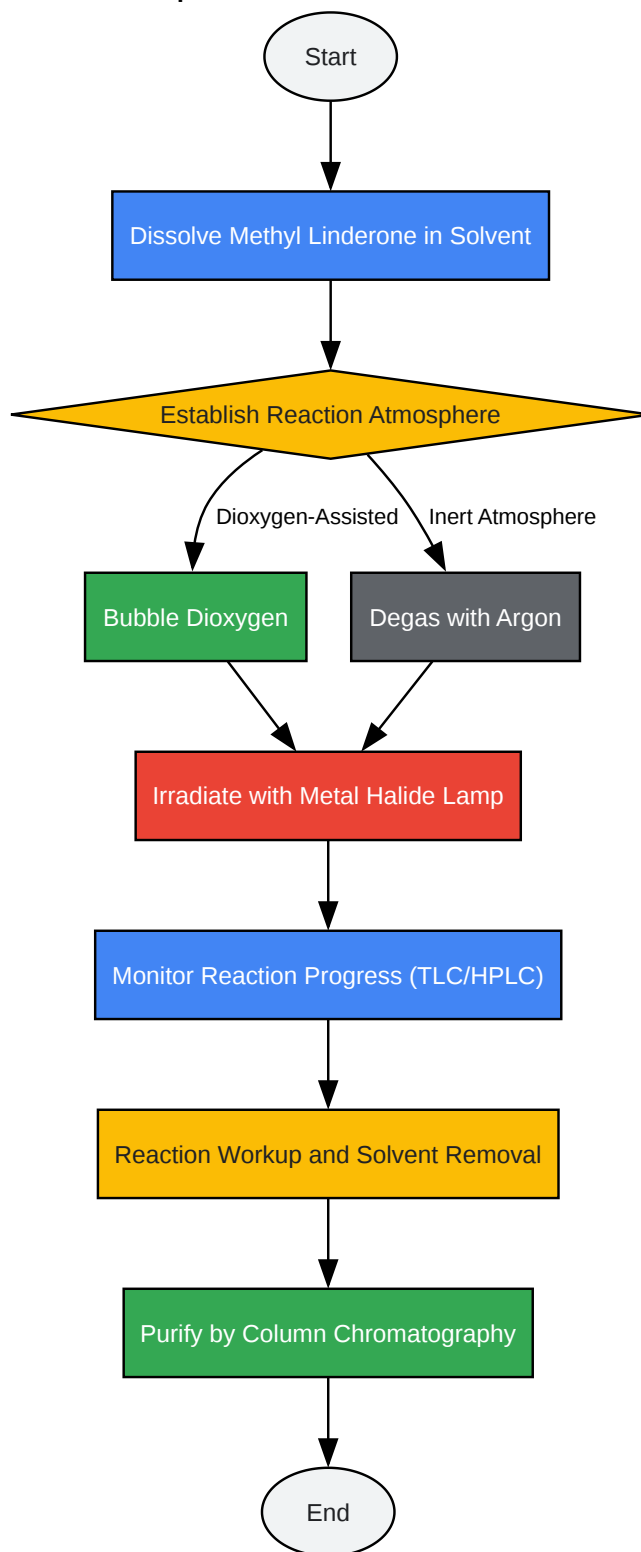 Start
Dissolve Methyl Linderone in Solvent
Establish Reaction Atmosphere
Dioxygen-Assisted
Inert Atmosphere
Bubble Dioxygen
Degas with Argon
Irradiate with Metal Halide Lamp
Monitor Reaction Progress (TLC/HPLC)
Reaction Workup and Solvent Removal
Purify by Column Chromatography
End